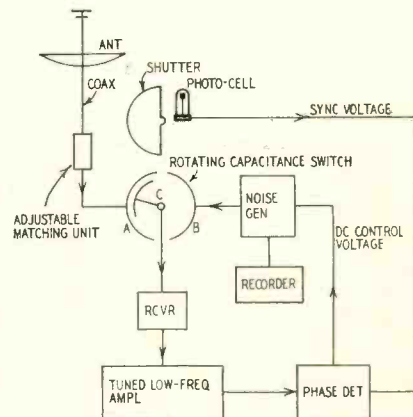 ANT
SHUTTER
PHOTO-CELL
COAX
SYNC VOLTAGE
ROTATING CAPACITANCE SWITCH
ADJUSTABLE
MATCHING UNIT
A
C
B
NOISE
GEN
DC CONTROL
VOLTAGE
RECORDER
RCVR
TUNED LOW-FREQ
AMPL
PHASE DET